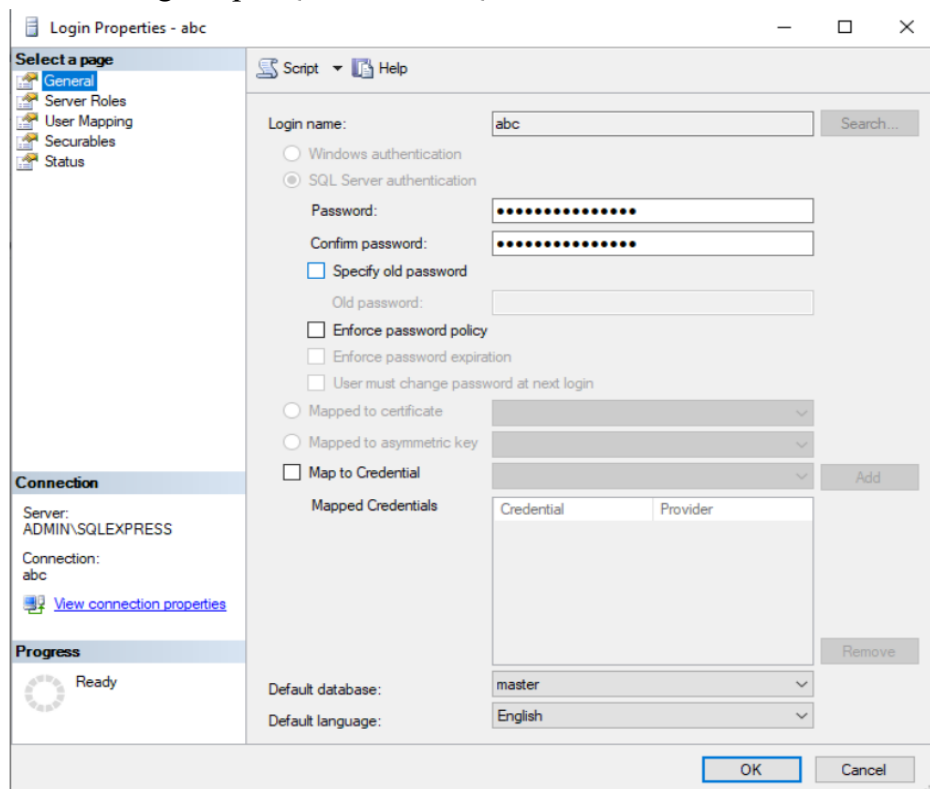 Login Properties - abc
Select a page
General
Server Roles
User Mapping
Securables
Status
Script Help
Login name: abc Search...
Windows authentication
SQL Server authentication
Password: ●●●●●●●●●●●●●●●
Confirm password: ●●●●●●●●●●●●●●●
Specify old password
Old password:
Enforce password policy
Enforce password expiration
User must change password at next login
Mapped to certificate
Mapped to asymmetric key
Map to Credential Add
Mapped Credentials Credential Provider
Remove
Default database: master
Default language: English
Connection
Server:
ADMIN\SQLEXPRESS
Connection:
abc
View connection properties
Progress
Ready
OK Cancel